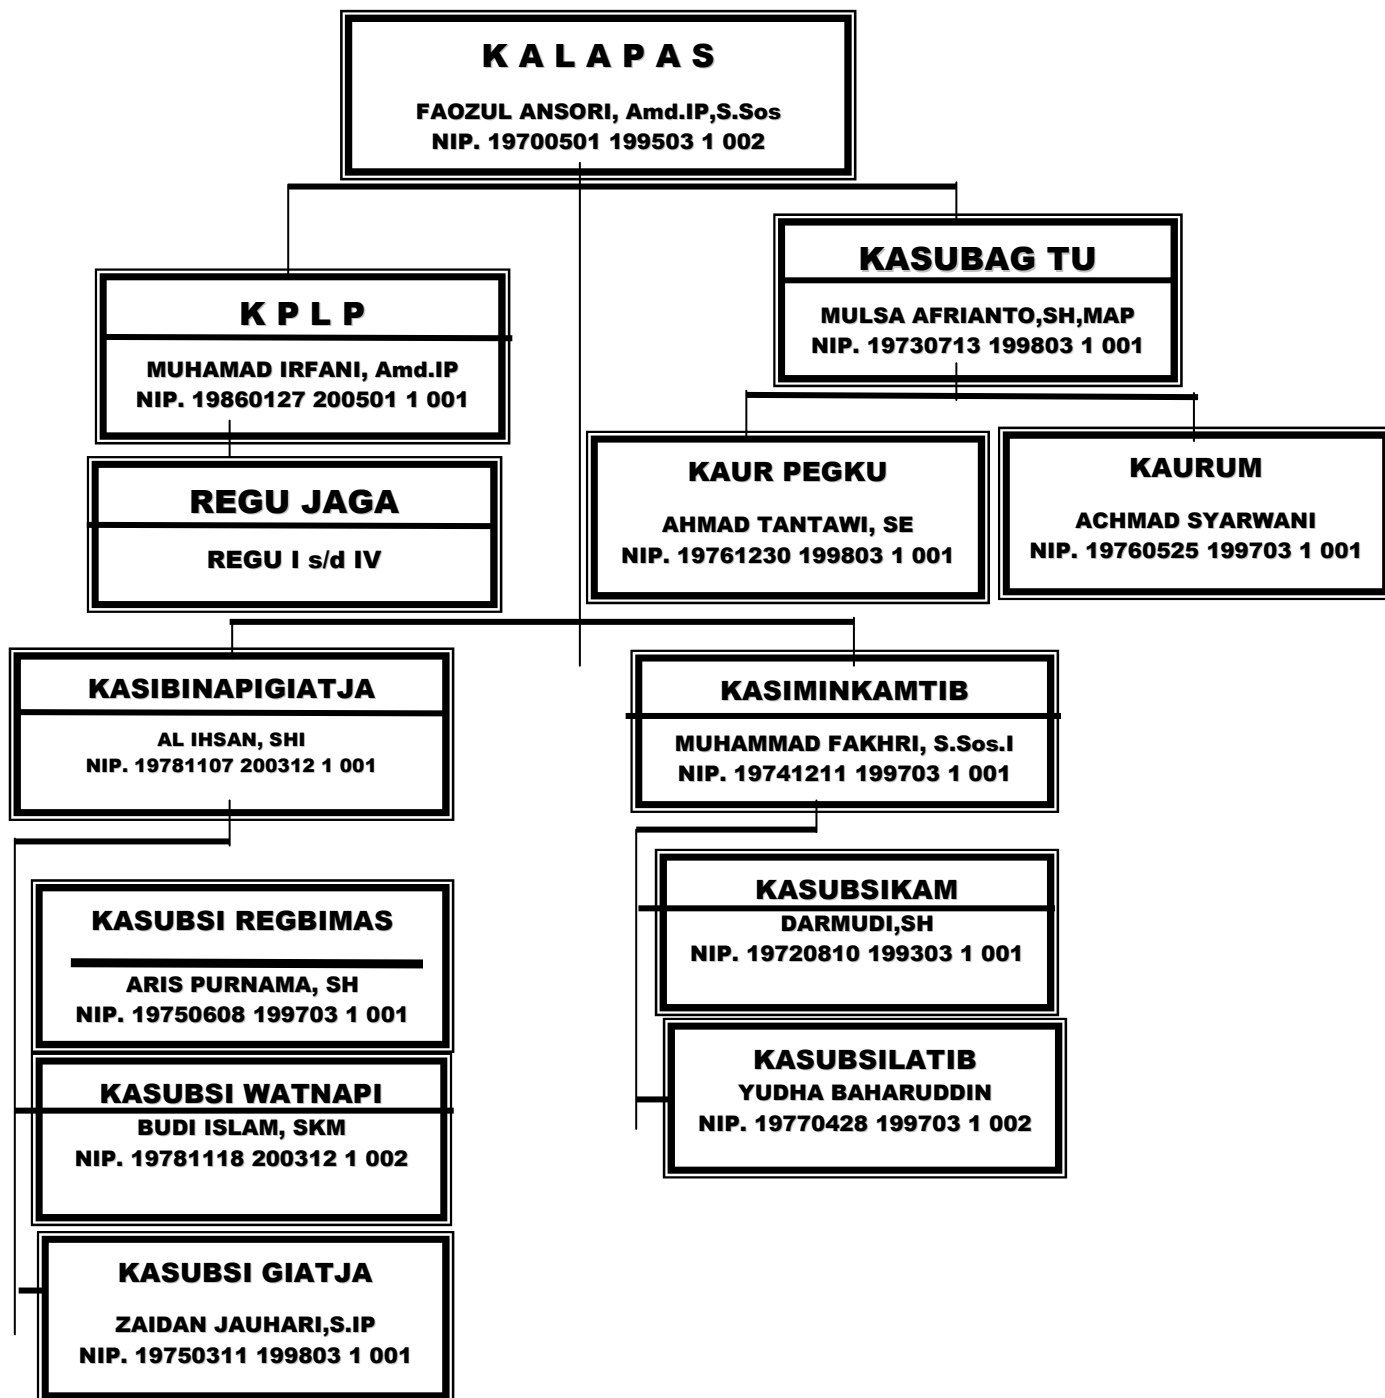 K A L A P A S
FAOZUL ANSORI, Amd.IP,S.Sos
NIP. 19700501 199503 1 002
KASUBAG TU
MULSA AFRIANTO,SH,MAP
NIP. 19730713 199803 1 001
K P L P
MUHAMAD IRFANI, Amd.IP
NIP. 19860127 200501 1 001
REGU JAGA
REGU I s/d IV
KAUR PEGKU
AHMAD TANTAWI, SE
NIP. 19761230 199803 1 001
KAURUM
ACHMAD SYARWANI
NIP. 19760525 199703 1 001
KASIBINAPIGIATJA
AL IHSAN, SHI
NIP. 19781107 200312 1 001
KASIMINKAMTIB
MUHAMMAD FAKHRI, S.Sos.I
NIP. 19741211 199703 1 001
KASUBSI REGBIMAS
ARIS PURNAMA, SH
NIP. 19750608 199703 1 001
KASUBSI WATNAPI
BUDI ISLAM, SKM
NIP. 19781118 200312 1 002
KASUBSI GIATJA
ZAIDAN JAUHARI,S.IP
NIP. 19750311 199803 1 001
KASUBSIKAM
DARMUDI,SH
NIP. 19720810 199303 1 001
KASUBSILATIB
YUDHA BAHARUDDIN
NIP. 19770428 199703 1 002